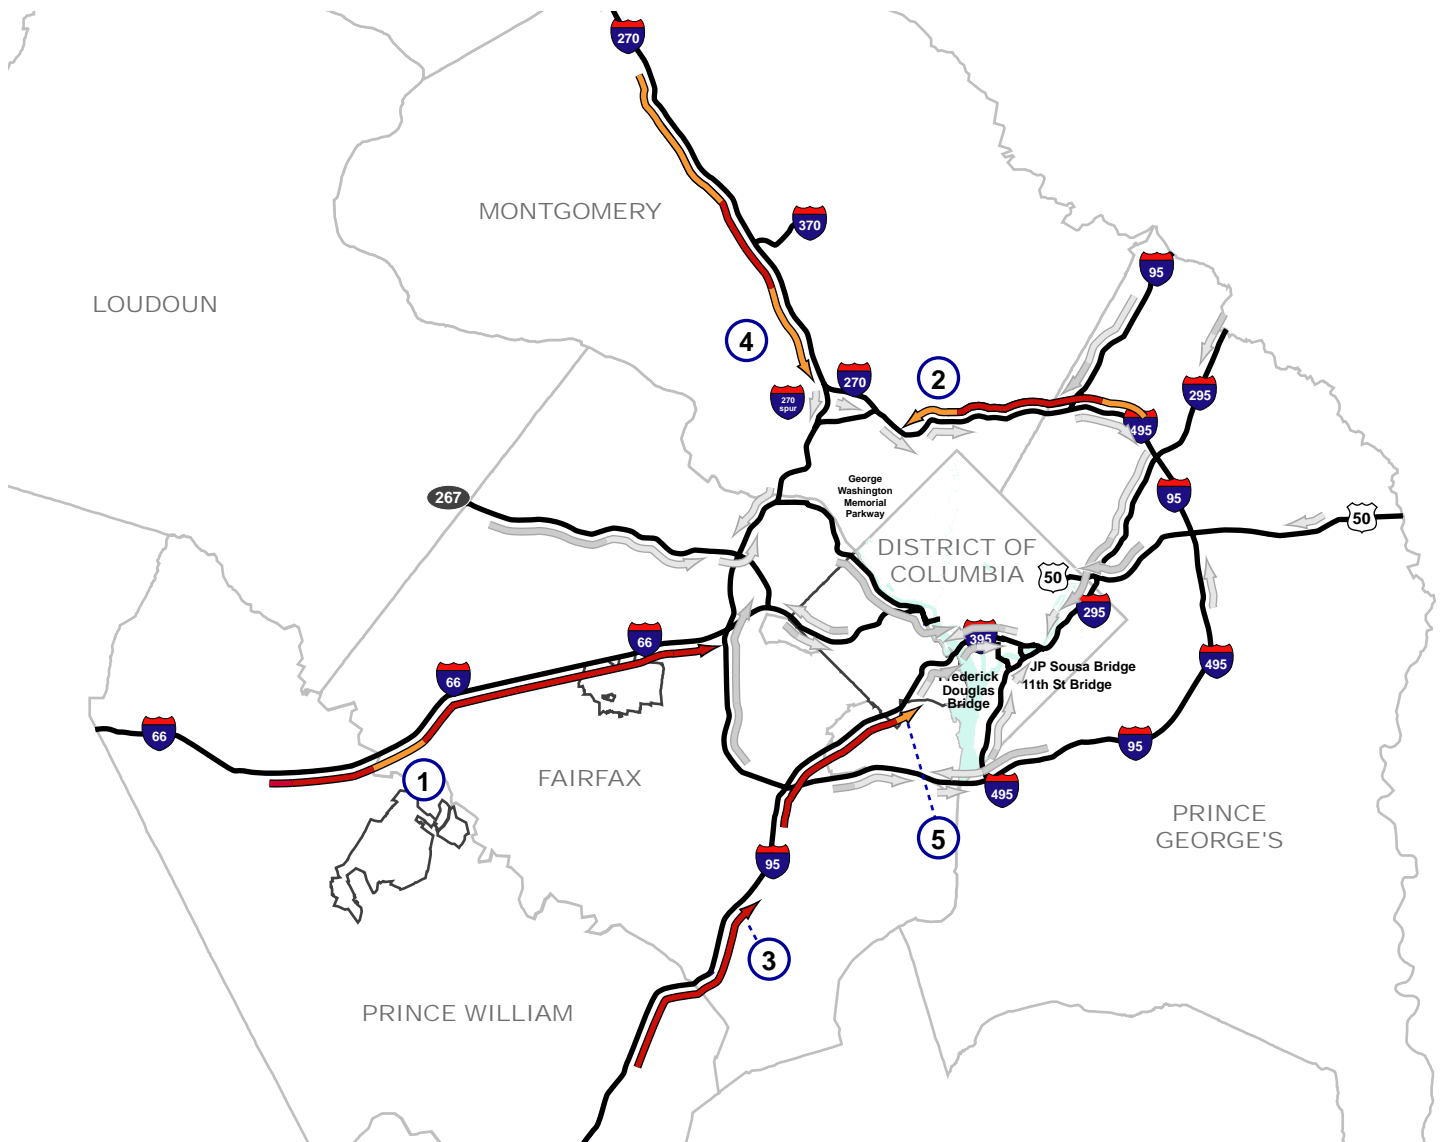 270
MONTGOMERY
370
95
LOUDOUN
4
270
2
270
spur
295
495
267
George
Washington
Memorial
Parkway
95
50
DISTRICT OF
COLUMBIA
50
295
66
395
495
JP Sousa Bridge
11th St Bridge
66
Frederick
Douglas
Bridge
66
95
1
FAIRFAX
495
PRINCE
GEORGE'S
5
95
3
PRINCE WILLIAM